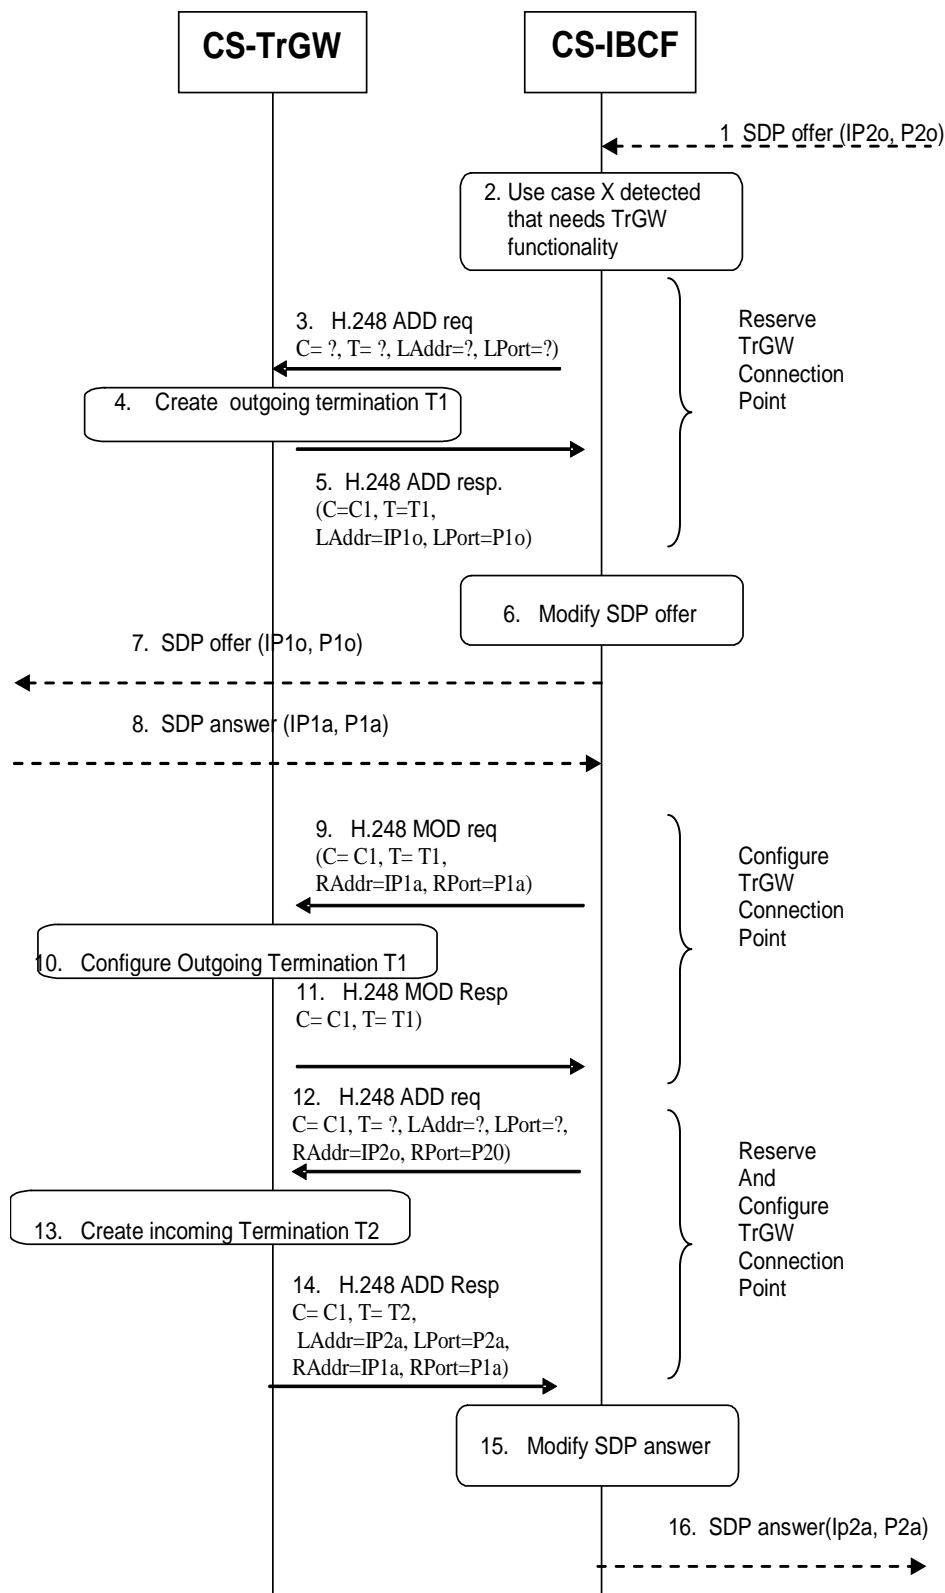 CS-TrGW
CS-IBCF
1 SDP offer (IP2o, P2o)
2. Use case X detected
that needs TrGW
functionality
3. H.248 ADD req
C= ?, T= ?, LAddr=?, LPort=?)
Reserve
TrGW
Connection
Point
4. Create outgoing termination T1
5. H.248 ADD resp.
(C=C1, T=T1,
LAddr=IP1o, LPort=P1o)
6. Modify SDP offer
7. SDP offer (IP1o, P1o)
8. SDP answer (IP1a, P1a)
9. H.248 MOD req
(C= C1, T= T1,
RAddr=IP1a, RPort=P1a)
Configure
TrGW
Connection
Point
10. Configure Outgoing Termination T1
11. H.248 MOD Resp
C= C1, T= T1)
12. H.248 ADD req
C= C1, T= ?, LAddr=?, LPort=?,
RAddr=IP2o, RPort=P20)
Reserve
And
Configure
TrGW
Connection
Point
13. Create incoming Termination T2
14. H.248 ADD Resp
C= C1, T= T2,
LAddr=IP2a, LPort=P2a,
RAddr=IP1a, RPort=P1a)
15. Modify SDP answer
16. SDP answer(Ip2a, P2a)